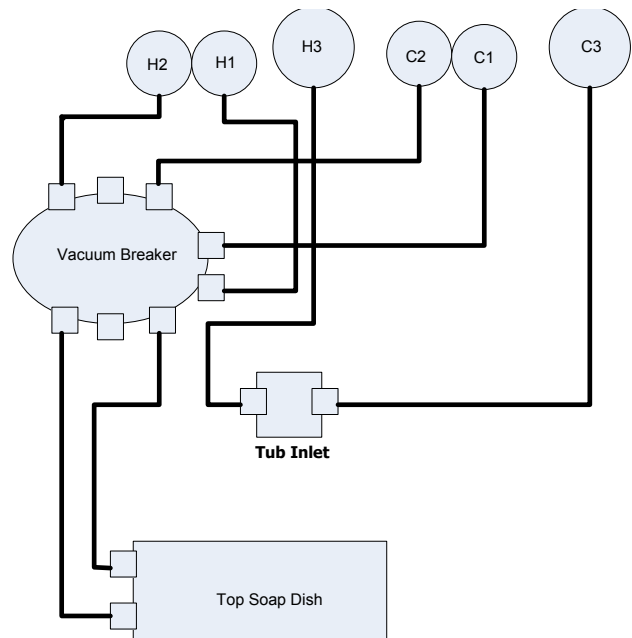 H2
H1
H3
C2
C1
C3
Vacuum Breaker
Tub Inlet
Top Soap Dish